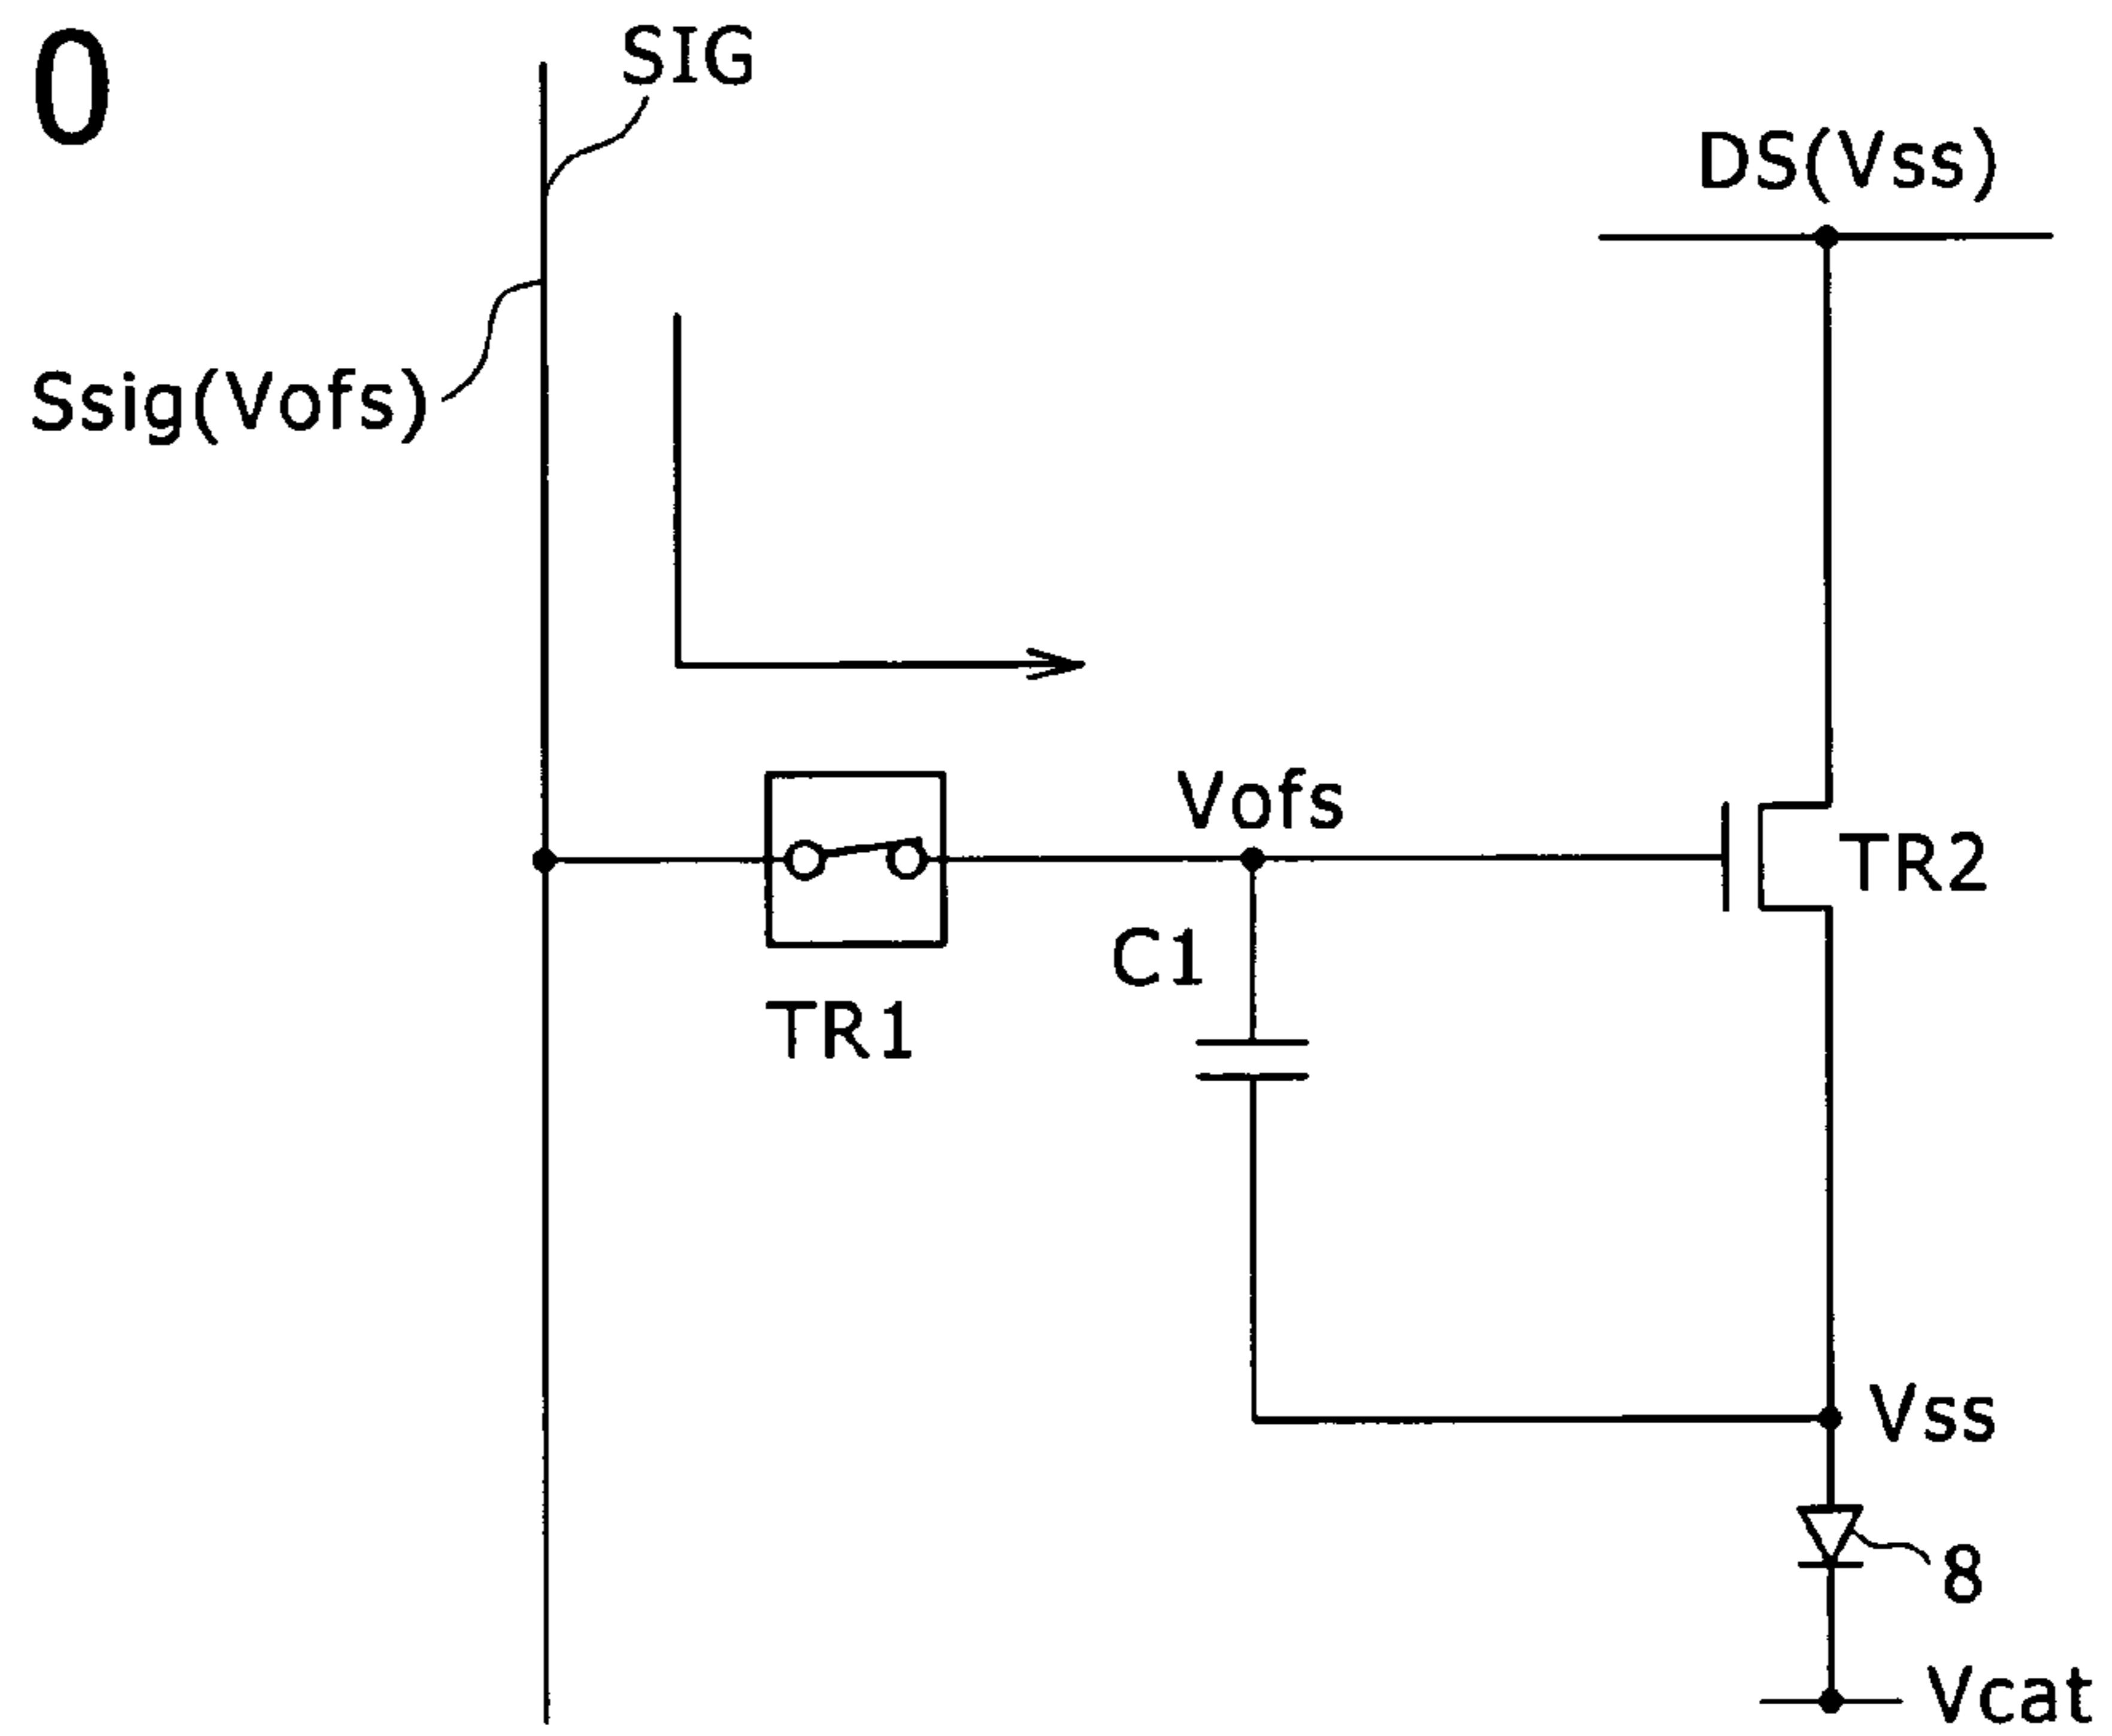 0
SIG
DS(Vss)
Ssig(Vofs)
Vofs
TR2
C1
TR1
Vss
8
Vcat